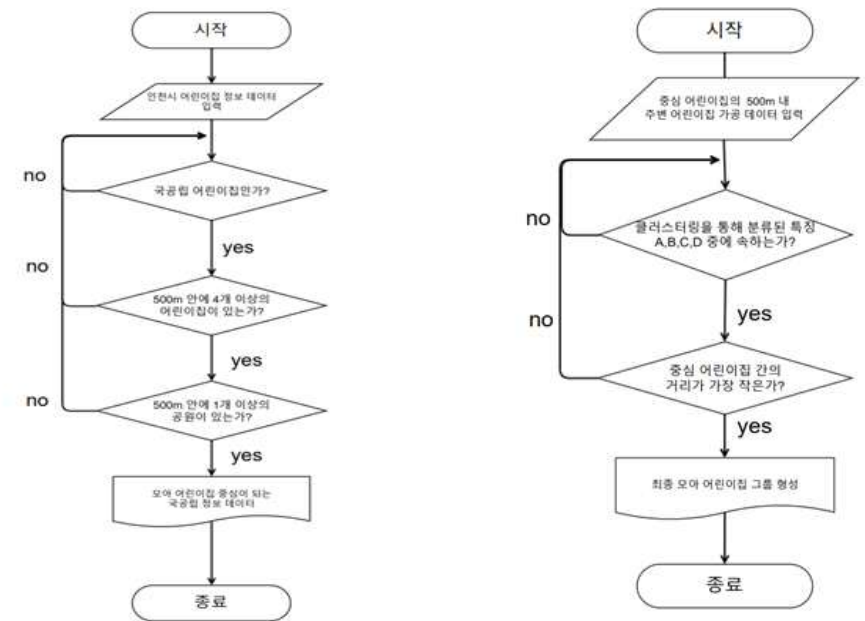 시작
인천시 어린이집 정보 데이터
입력
no
국공립 어린이집인가?
yes
no
500m 안에 4개 이상의
어린이집이 있는가?
yes
no
500m 안에 1개 이상의
공원이 있는가?
yes
모아 어린이집 중심이 되는
국공립 정보 데이터
종료
시작
중심 어린이집의 500m 내
주변 어린이집 가공 데이터 입력
no
클러스터링을 통해 분류된 특징
A,B,C,D 중에 속하는가?
yes
no
중심 어린이집 간의
거리가 가장 작은가?
yes
최종 모아 어린이집 그룹 형성
종료